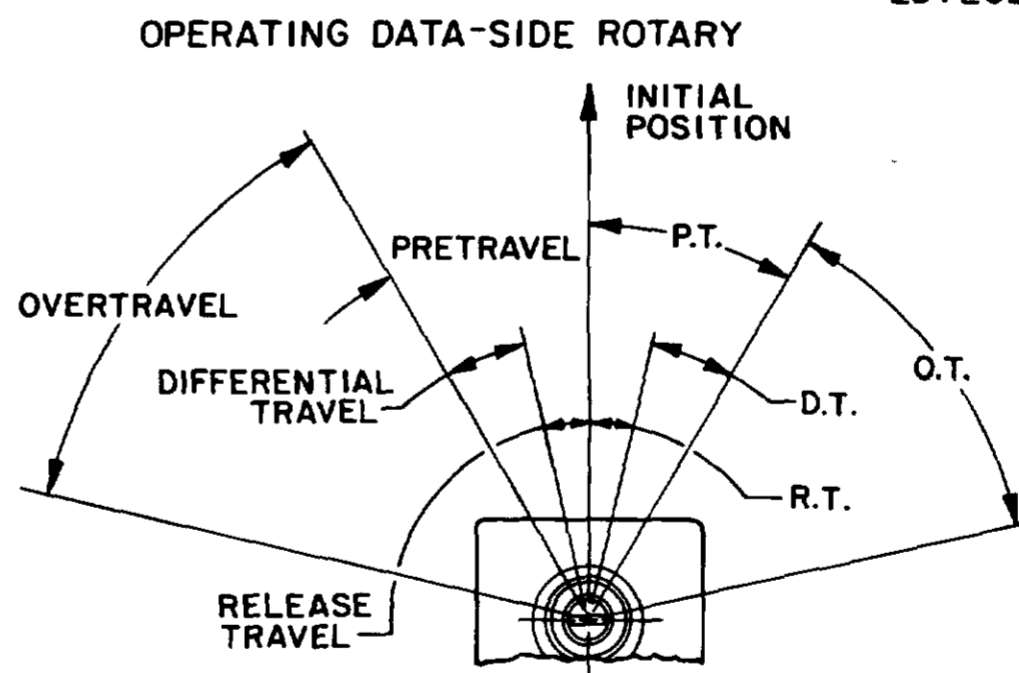 OPERATING DATA-SIDE ROTARY
INITIAL
POSITION
PRETRAVEL
P.T.
OVERTRAVEL
DIFFERENTIAL
TRAVEL
O.T.
D.T.
R.T.
RELEASE
TRAVEL